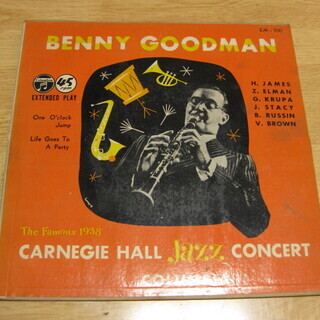 BENNY GOODMAN
45
EXTENDED PLAY
One O'clock
Jump
Life Goes To
A Party
H. JAMES
Z. ELMAN
G. KRUPA
J. STACY
B. RUSSIN
V. BROWN
The Famous 1938
CARNEGIE HALL Jazz CONCERT